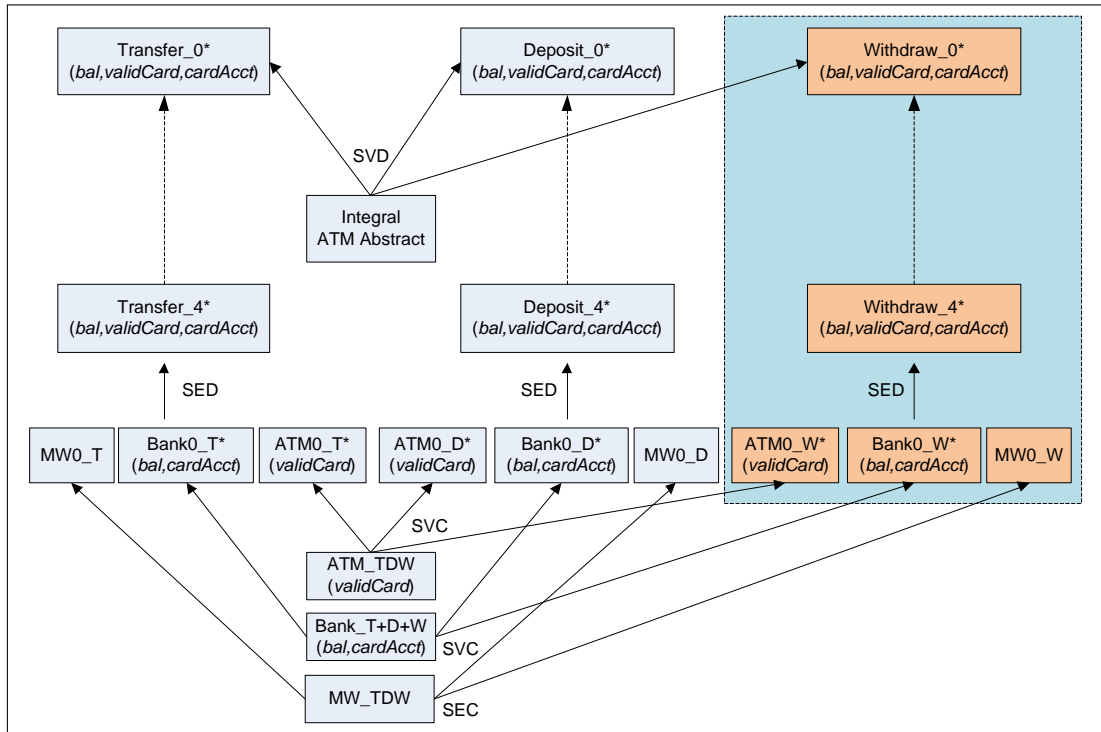 Transfer_0*
(bal,validCard,cardAcct)
Deposit_0*
(bal,validCard,cardAcct)
Withdraw_0*
(bal,validCard,cardAcct)
SVD
Integral
ATM Abstract
Transfer_4*
(bal,validCard,cardAcct)
Deposit_4*
(bal,validCard,cardAcct)
Withdraw_4*
(bal,validCard,cardAcct)
SED
SED
SED
MW0_T
Bank0_T*
(bal,cardAcct)
ATM0_T*
(validCard)
ATM0_D*
(validCard)
Bank0_D*
(bal,cardAcct)
MW0_D
ATM0_W*
(validCard)
Bank0_W*
(bal,cardAcct)
MW0_W
SVC
ATM_TDW
(validCard)
Bank_T+D+W
(bal,cardAcct)
SVC
MW_TDW
SEC